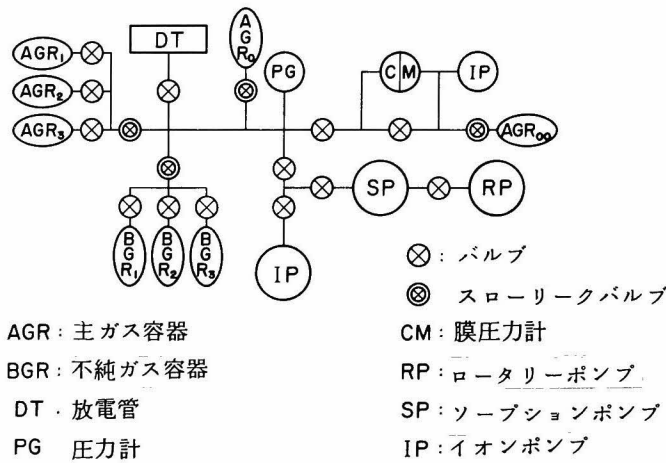 AGR₁
DT
AGR₀
PG
CM
IP
AGR₂
AGR₃
AGR₀₀
SP
RP
BGR₁
BGR₂
BGR₃
IP
⊗: バルブ
◎: スローリークバルブ
AGR: 主ガス容器
CM: 膜圧力計
BGR: 不純ガス容器
RP: ロータリーポンプ
DT. 放電管
SP: ソープションポンプ
PG 圧力計
IP: イオンポンプ